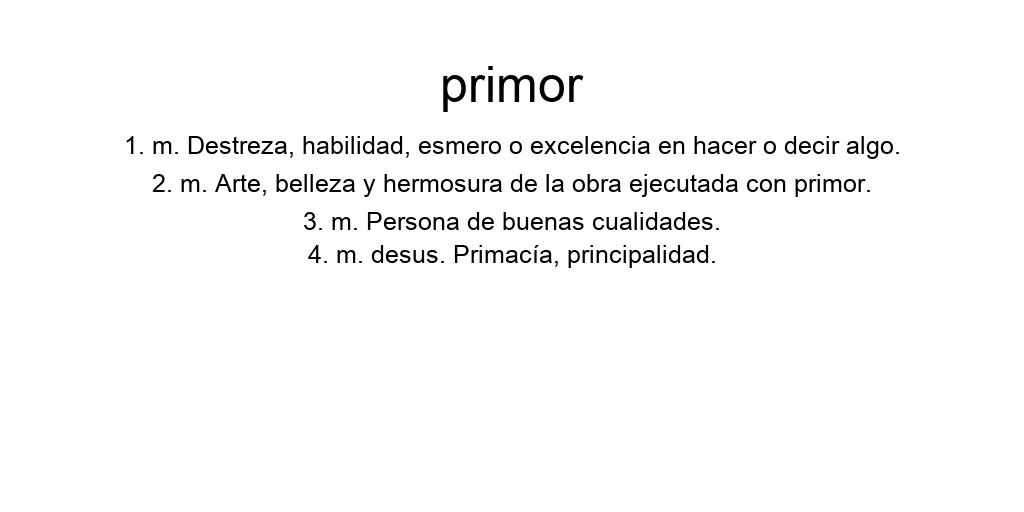 primor
1. m. Destreza, habilidad, esmero o excelencia en hacer o decir algo.
2. m. Arte, belleza y hermosura de la obra ejecutada con primor.
3. m. Persona de buenas cualidades.
4. m. desus. Primacía, principalidad.